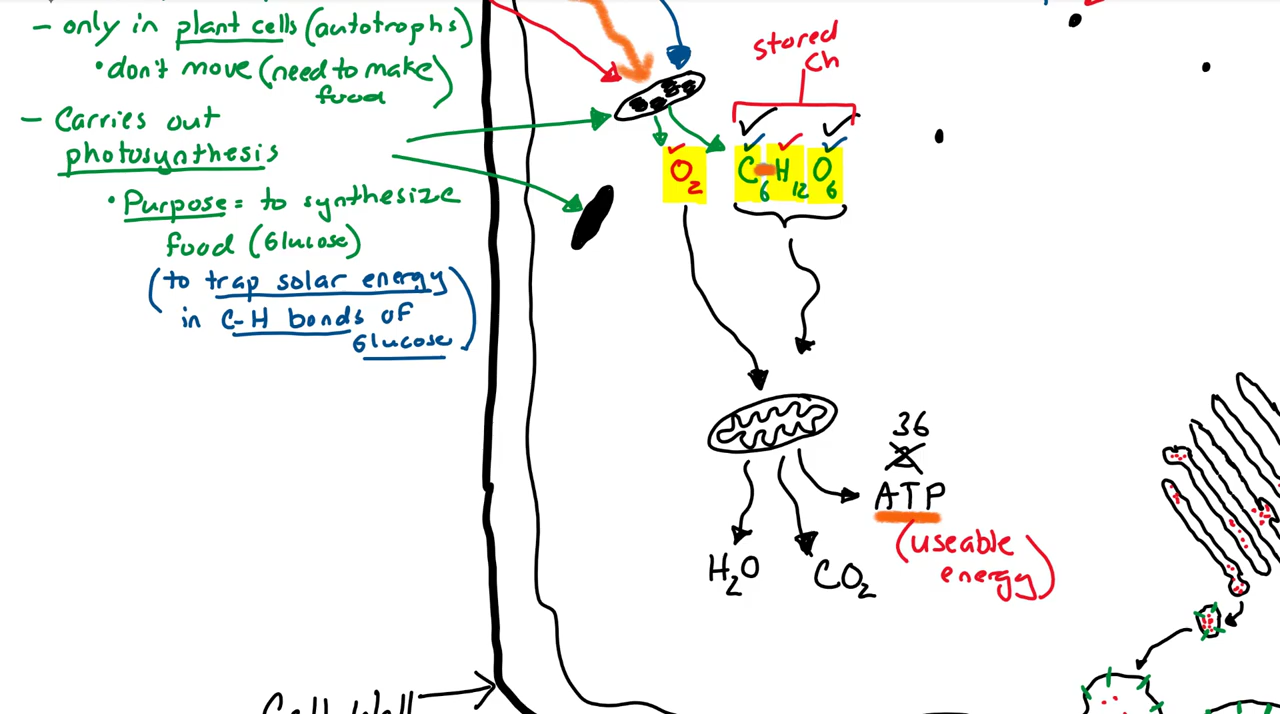 - only in plant cells (autotrophs)
• don't move (need to make food)
- Carries out
photosynthesis
• Purpose = to synthesize
food (Glucose)
(to trap solar energy
in C-H bonds of
Glucose)
stored
Ch
O2
C6-H12O6
36
ATP
(useable
energy)
H2O
CO2
Cell Wall